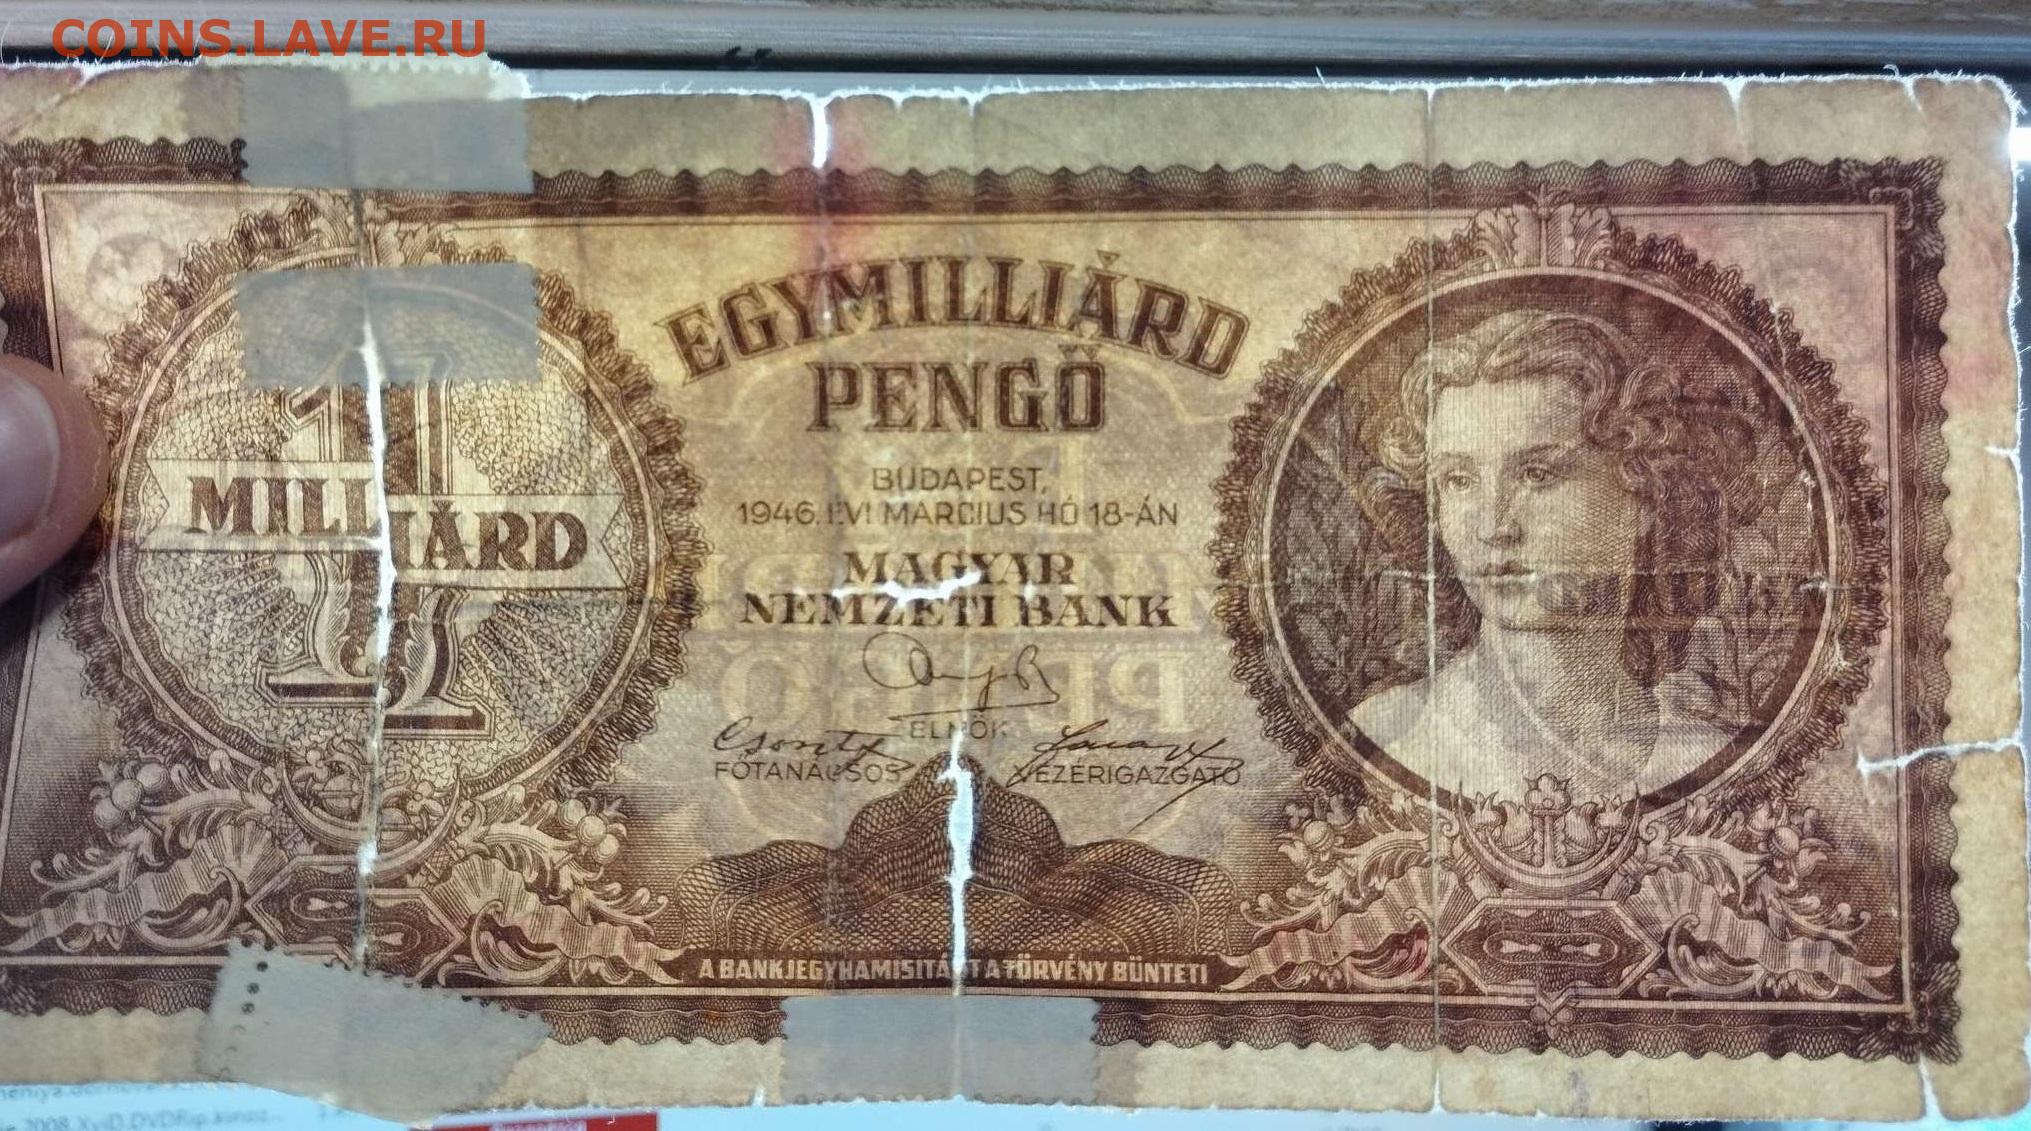 COINS.LAVE.RU
EGYMILLIÁRD
PENGŐ
1
MILLIÁRD
BUDAPEST,
1946. ÉVI MÁRCIUS HÓ 18-ÁN
MAGYAR
NEMZETI BANK
ELNÖK
FŐTANÁCSOS VEZÉRIGAZGATÓ
A BANKJEGYHAMISITÁST A TÖRVÉNY BÜNTETI